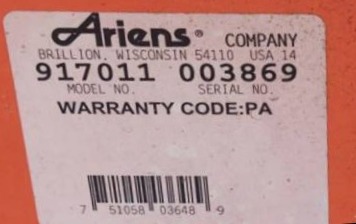 Ariens® COMPANY
BRILLION, WISCONSIN 54110 USA 14
917011 003869
MODEL NO. SERIAL NO.
WARRANTY CODE:PA
7 51058 03648 9